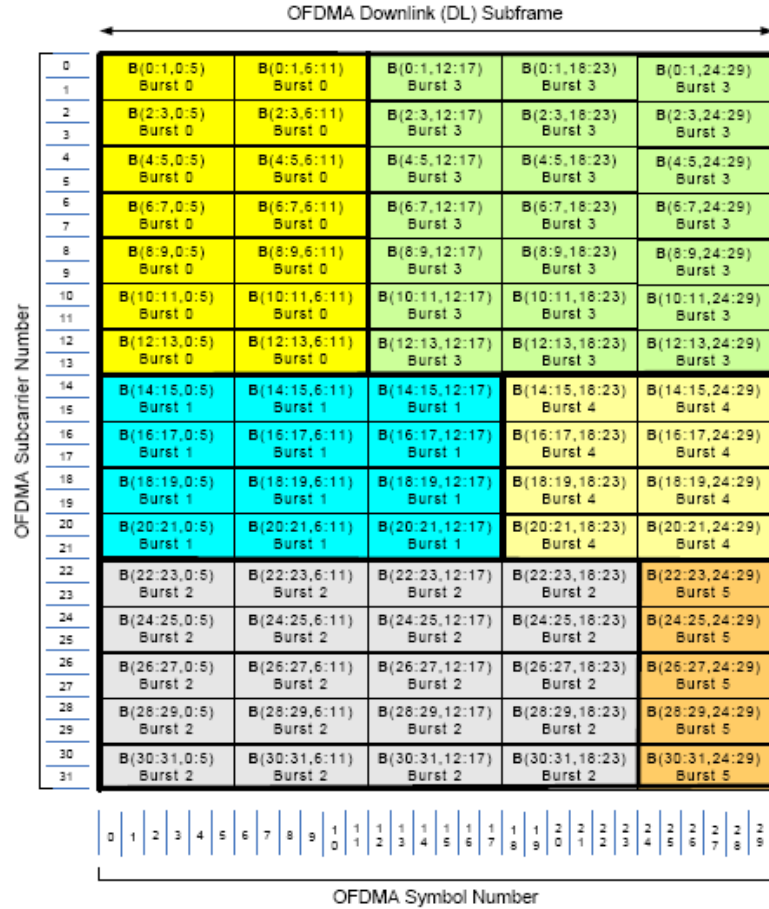 OFDMA Downlink (DL) Subframe
OFDMA Subcarrier Number
0
1
B(0:1,0:5) B(0:1,6:11) B(0:1,12:17) B(0:1,18:23) B(0:1,24:29)
Burst 0 Burst 0 Burst 3 Burst 3 Burst 3
2
3
B(2:3,0:5) B(2:3,6:11) B(2:3,12:17) B(2:3,18:23) B(2:3,24:29)
Burst 0 Burst 0 Burst 3 Burst 3 Burst 3
4
5
B(4:5,0:5) B(4:5,6:11) B(4:5,12:17) B(4:5,18:23) B(4:5,24:29)
Burst 0 Burst 0 Burst 3 Burst 3 Burst 3
6
7
B(6:7,0:5) B(6:7,6:11) B(6:7,12:17) B(6:7,18:23) B(6:7,24:29)
Burst 0 Burst 0 Burst 3 Burst 3 Burst 3
8
9
B(8:9,0:5) B(8:9,6:11) B(8:9,12:17) B(8:9,18:23) B(8:9,24:29)
Burst 0 Burst 0 Burst 3 Burst 3 Burst 3
10
11
B(10:11,0:5) B(10:11,6:11) B(10:11,12:17) B(10:11,18:23) B(10:11,24:29)
Burst 0 Burst 0 Burst 3 Burst 3 Burst 3
12
13
B(12:13,0:5) B(12:13,6:11) B(12:13,12:17) B(12:13,18:23) B(12:13,24:29)
Burst 0 Burst 0 Burst 3 Burst 3 Burst 3
14
15
B(14:15,0:5) B(14:15,6:11) B(14:15,12:17) B(14:15,18:23) B(14:15,24:29)
Burst 1 Burst 1 Burst 1 Burst 4 Burst 4
16
17
B(16:17,0:5) B(16:17,6:11) B(16:17,12:17) B(16:17,18:23) B(16:17,24:29)
Burst 1 Burst 1 Burst 1 Burst 4 Burst 4
18
19
B(18:19,0:5) B(18:19,6:11) B(18:19,12:17) B(18:19,18:23) B(18:19,24:29)
Burst 1 Burst 1 Burst 1 Burst 4 Burst 4
20
21
B(20:21,0:5) B(20:21,6:11) B(20:21,12:17) B(20:21,18:23) B(20:21,24:29)
Burst 1 Burst 1 Burst 1 Burst 4 Burst 4
22
23
B(22:23,0:5) B(22:23,6:11) B(22:23,12:17) B(22:23,18:23) B(22:23,24:29)
Burst 2 Burst 2 Burst 2 Burst 2 Burst 5
24
25
B(24:25,0:5) B(24:25,6:11) B(24:25,12:17) B(24:25,18:23) B(24:25,24:29)
Burst 2 Burst 2 Burst 2 Burst 2 Burst 5
26
27
B(26:27,0:5) B(26:27,6:11) B(26:27,12:17) B(26:27,18:23) B(26:27,24:29)
Burst 2 Burst 2 Burst 2 Burst 2 Burst 5
28
29
B(28:29,0:5) B(28:29,6:11) B(28:29,12:17) B(28:29,18:23) B(28:29,24:29)
Burst 2 Burst 2 Burst 2 Burst 2 Burst 5
30
31
B(30:31,0:5) B(30:31,6:11) B(30:31,12:17) B(30:31,18:23) B(30:31,24:29)
Burst 2 Burst 2 Burst 2 Burst 2 Burst 5
0 1 2 3 4 5 6 7 8 9 10 11 12 13 14 15 16 17 18 19 20 21 22 23 24 25 26 27 28 29
OFDMA Symbol Number